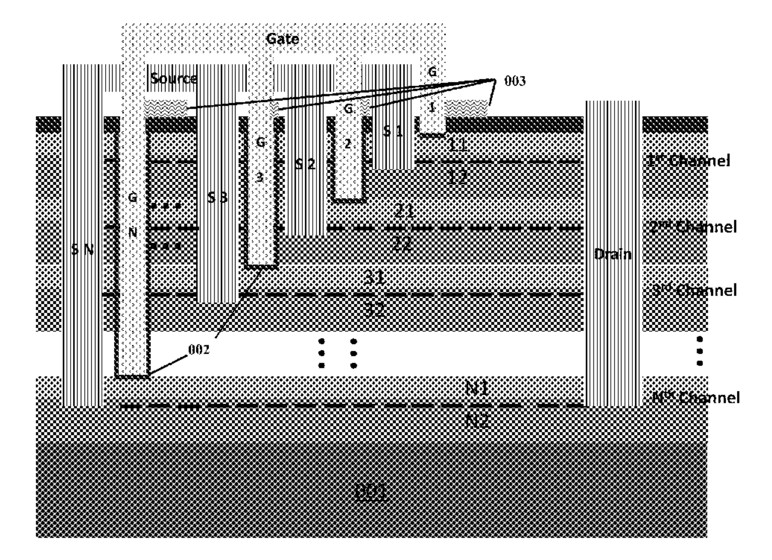 Gate
Source
003
G 1
G 2
G 3
G N
S 1
S 2
S 3
S N
11
1st Channel
12
21
2nd Channel
22
Drain
31
3rd Channel
32
002
N1
Nth Channel
N2
001